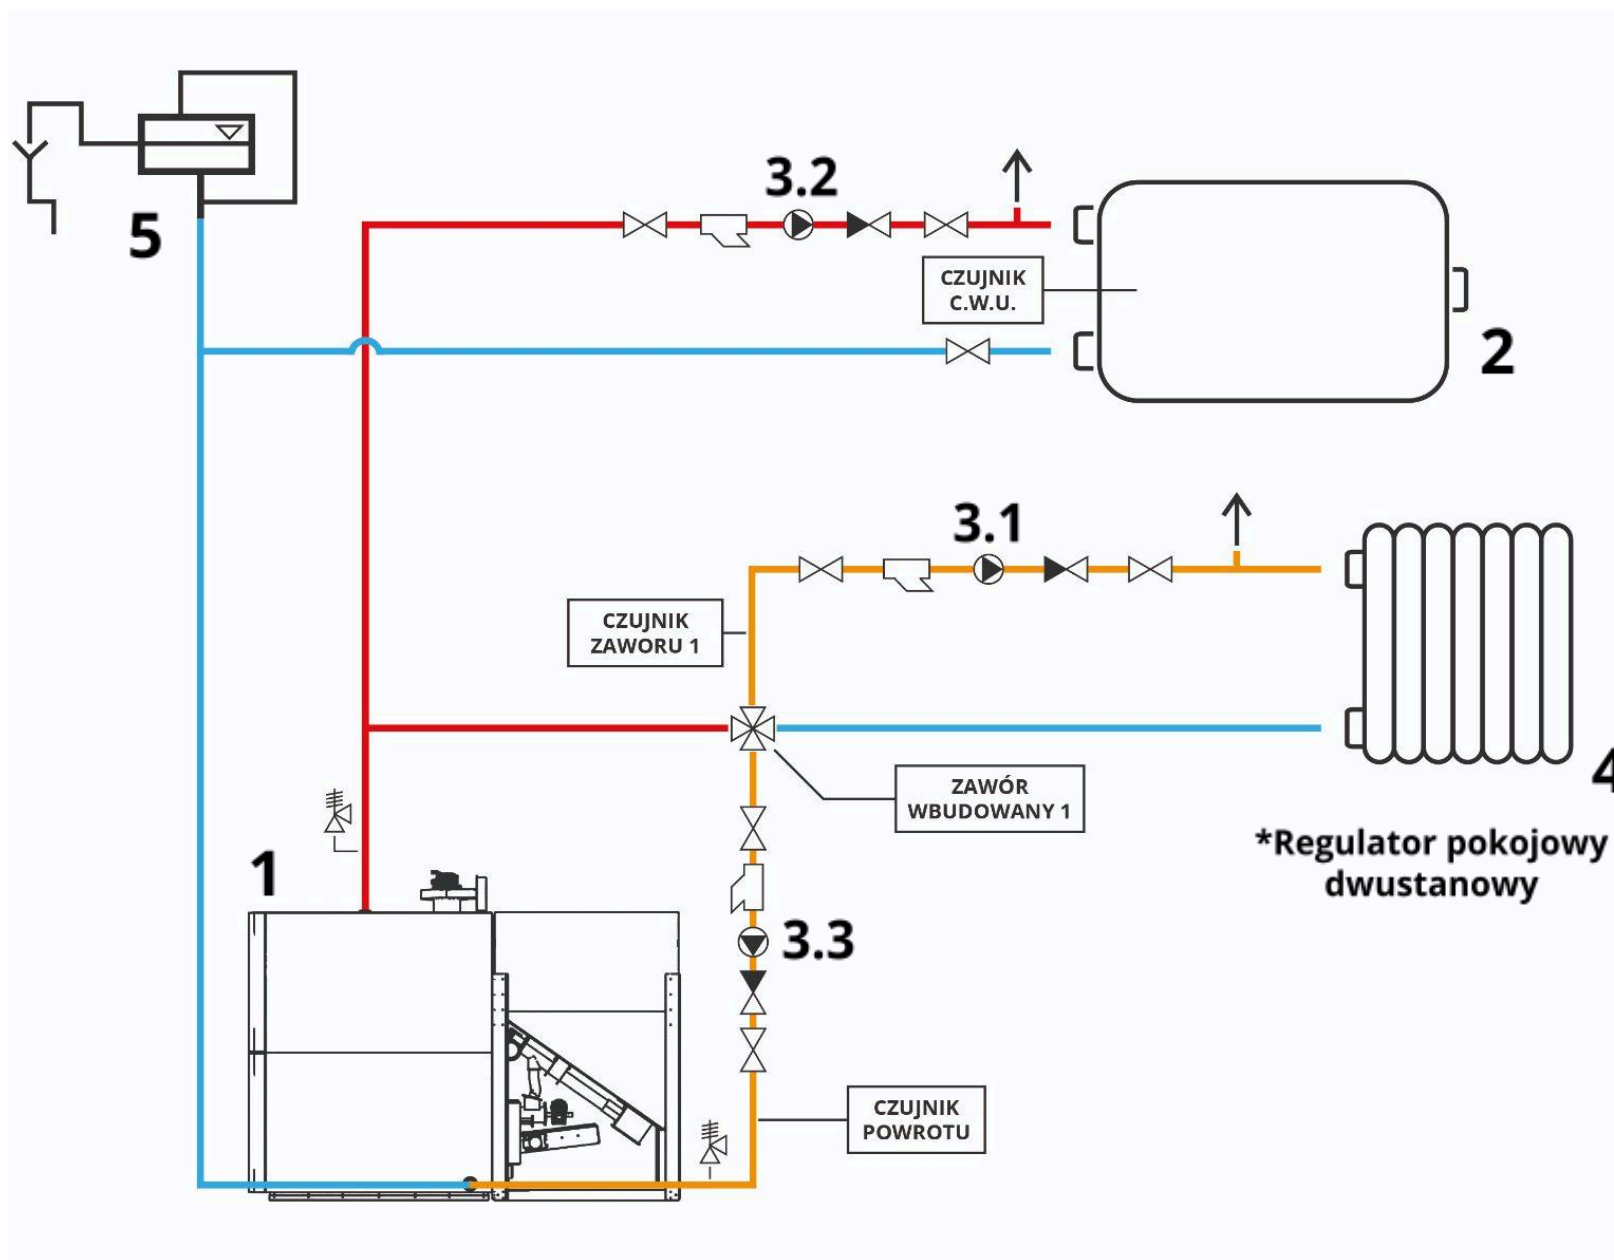 5
3.2
CZUJNIK
C.W.U.
2
3.1
CZUJNIK
ZAWORU 1
ZAWÓR
WBUDOWANY 1
4
*Regulator pokojowy
dwustanowy
1
3.3
CZUJNIK
POWROTU